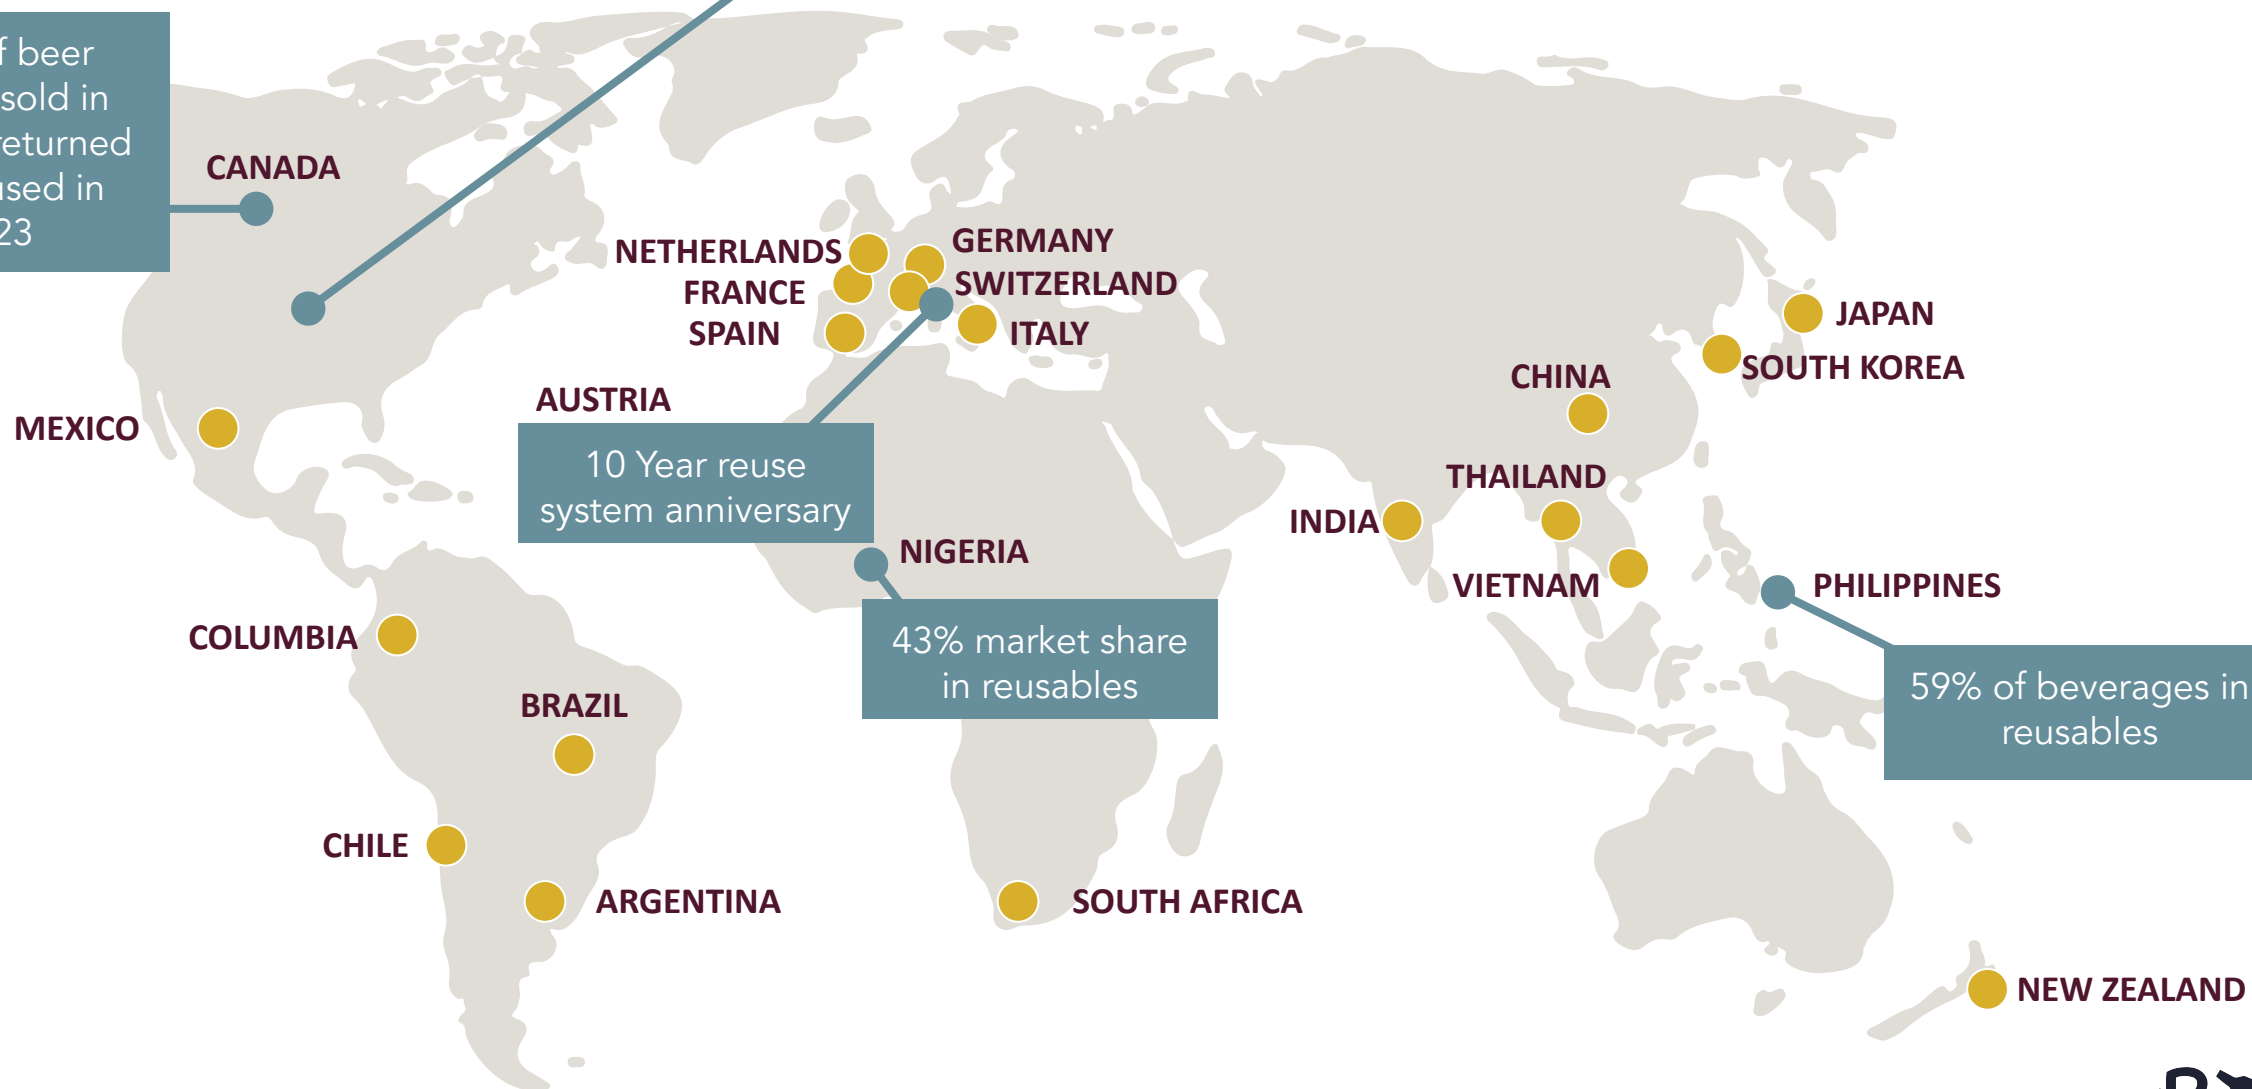 f beer
sold in
returned
used in
23
CANADA
NETHERLANDS
FRANCE
SPAIN
GERMANY
SWITZERLAND
ITALY
AUSTRIA
10 Year reuse
system anniversary
MEXICO
NIGERIA
43% market share
in reusables
COLUMBIA
BRAZIL
CHILE
ARGENTINA
SOUTH AFRICA
JAPAN
SOUTH KOREA
CHINA
THAILAND
INDIA
VIETNAM
PHILIPPINES
59% of beverages in
reusables
NEW ZEALAND